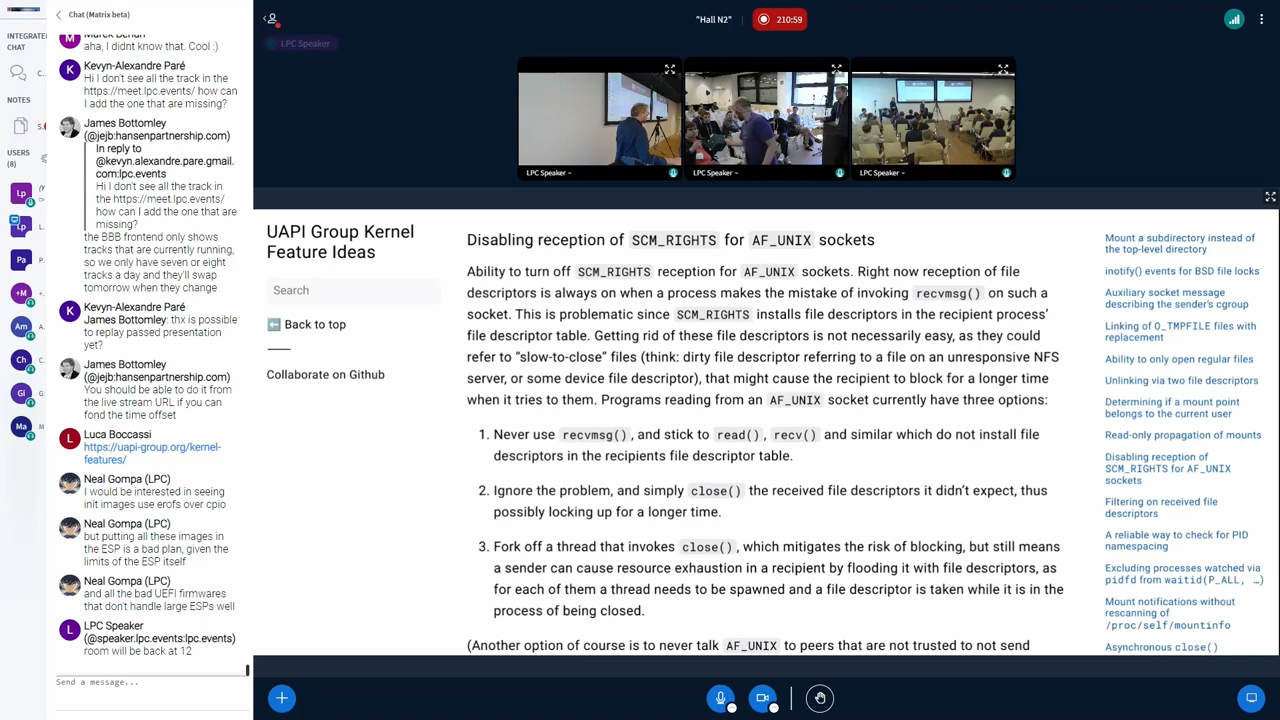 Chat (Matrix beta)
INTEGRATE
CHAT
C..
NOTES
S.
USERS
(8)
Lp
Lp
L.
Pa
P.
+M
Am
A.
Ch
C.
GI
G.
Ma
M.
Marek Behún
aha, I didnt know that. Cool :)
K
Kevyn-Alexandre Paré
Hi I don't see all the track in
the https://meet.lpc.events/ how can
I add the one that are missing?
James Bottomley
(@jejb:hansenpartnership.com)
In reply to
@kevyn.alexandre.pare.gmail.
com:lpc.events
Hi I don't see all the track in
the https://meet.lpc.events/
how can I add the one that are
missing?
the BBB frontend only shows
tracks that are currently running,
so we only have seven or eight
tracks a day and they'll swap
tomorrow when they change
K
Kevyn-Alexandre Paré
James Bottomley: thx is possible
to replay passed presentation
yet?
James Bottomley
(@jejb:hansenpartnership.com)
You should be able to do it from
the live stream URL if you can
fond the time offset
L
Luca Boccassi
https://uapi-group.org/kernel-
features/
Neal Gompa (LPC)
I would be interested in seeing
init images use erofs over cpio
Neal Gompa (LPC)
but putting all these images in
the ESP is a bad plan, given the
limits of the ESP itself
Neal Gompa (LPC)
and all the bad UEFI firmwares
that don't handle large ESPs well
L
LPC Speaker
(@speaker.lpc.events:lpc.events)
room will be back at 12
Send a message...
"Hall N2"
210:59
LPC Speaker
LPC Speaker
LPC Speaker
LPC Speaker
UAPI Group Kernel
Feature Ideas
Search
Back to top
Collaborate on Github
Disabling reception of SCM_RIGHTS for AF_UNIX sockets
Ability to turn off SCM_RIGHTS reception for AF_UNIX sockets. Right now reception of file
descriptors is always on when a process makes the mistake of invoking recvmsg() on such a
socket. This is problematic since SCM_RIGHTS installs file descriptors in the recipient process'
file descriptor table. Getting rid of these file descriptors is not necessarily easy, as they could
refer to “slow-to-close” files (think: dirty file descriptor referring to a file on an unresponsive NFS
server, or some device file descriptor), that might cause the recipient to block for a longer time
when it tries to them. Programs reading from an AF_UNIX socket currently have three options:
1. Never use recvmsg(), and stick to read(), recv() and similar which do not install file
descriptors in the recipients file descriptor table.
2. Ignore the problem, and simply close() the received file descriptors it didn't expect, thus
possibly locking up for a longer time.
3. Fork off a thread that invokes close(), which mitigates the risk of blocking, but still means
a sender can cause resource exhaustion in a recipient by flooding it with file descriptors, as
for each of them a thread needs to be spawned and a file descriptor is taken while it is in the
process of being closed.
(Another option of course is to never talk AF_UNIX to peers that are not trusted to not send
Mount a subdirectory instead of
the top-level directory
inotify() events for BSD file locks
Auxiliary socket message
describing the sender's cgroup
Linking of O_TMPFILE files with
replacement
Ability to only open regular files
Unlinking via two file descriptors
Determining if a mount point
belongs to the current user
Read-only propagation of mounts
Disabling reception of
SCM_RIGHTS for AF_UNIX
sockets
Filtering on received file
descriptors
A reliable way to check for PID
namespacing
Excluding processes watched via
pidfd from waitid(P_ALL, …)
Mount notifications without
rescanning of
/proc/self/mountinfo
Asynchronous close()